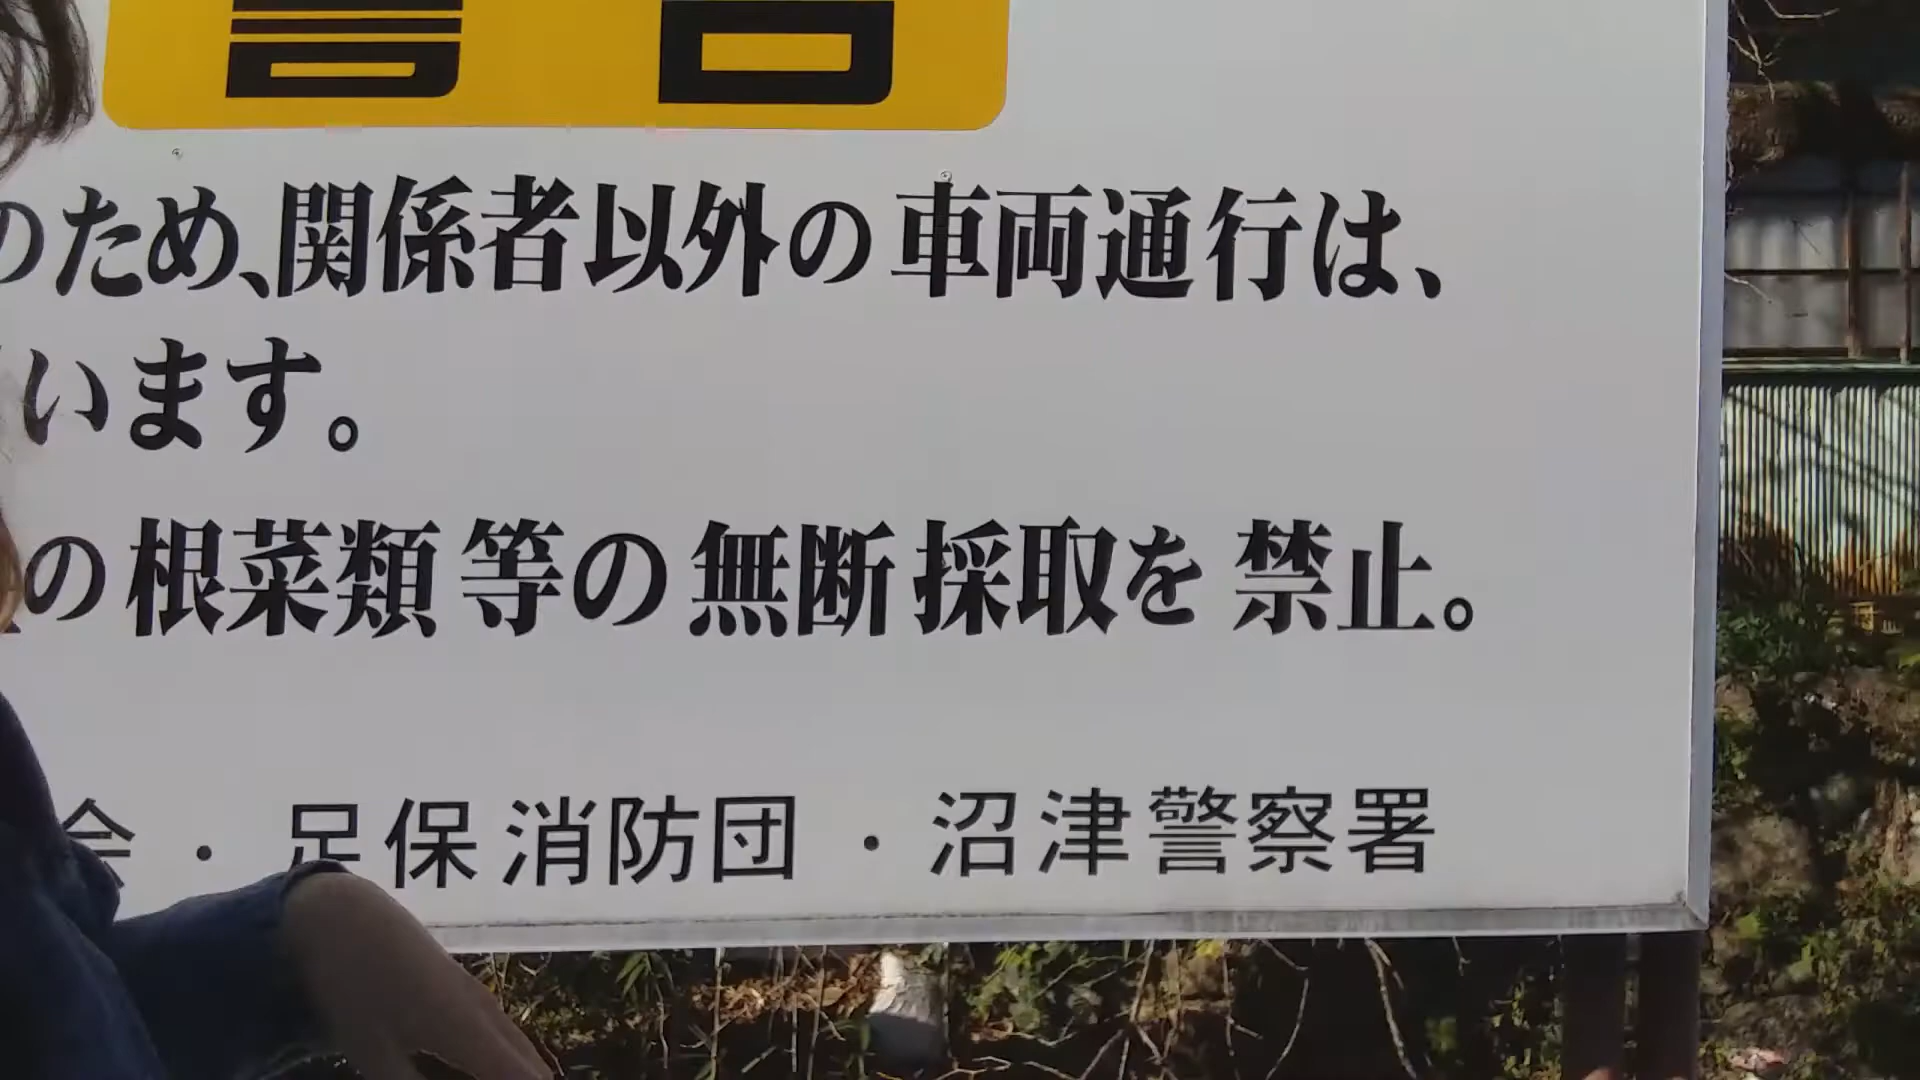 のため、関係者以外の車両通行は、
います。
の根菜類等の無断採取を禁止。
会・足保消防団・沼津警察署